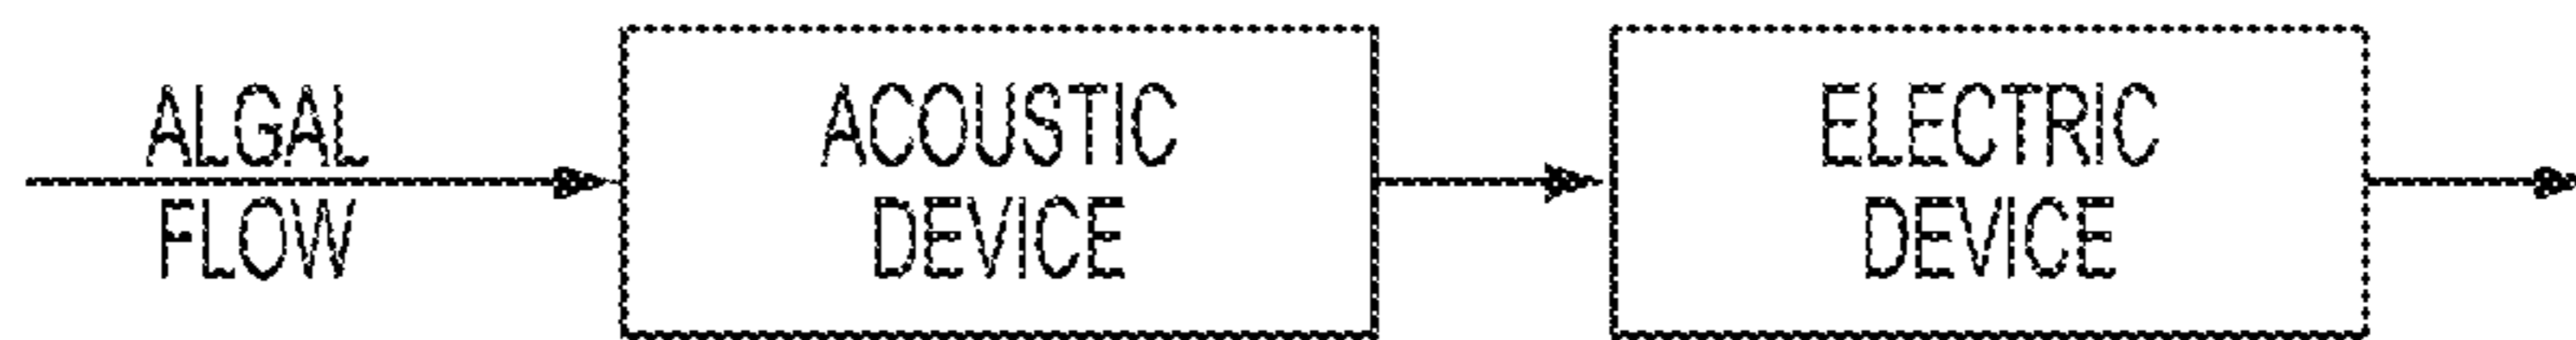 ALGAL
FLOW
ACOUSTIC
DEVICE
ELECTRIC
DEVICE